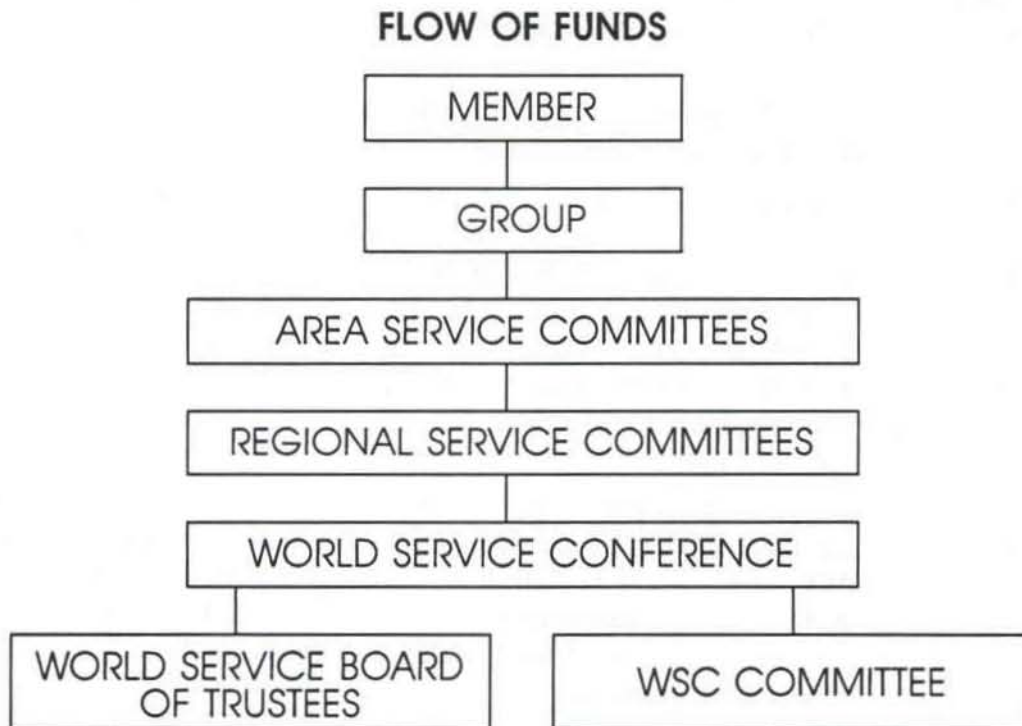 FLOW OF FUNDS
MEMBER
GROUP
AREA SERVICE COMMITTEES
REGIONAL SERVICE COMMITTEES
WORLD SERVICE CONFERENCE
WORLD SERVICE BOARD
OF TRUSTEES
WSC COMMITTEE